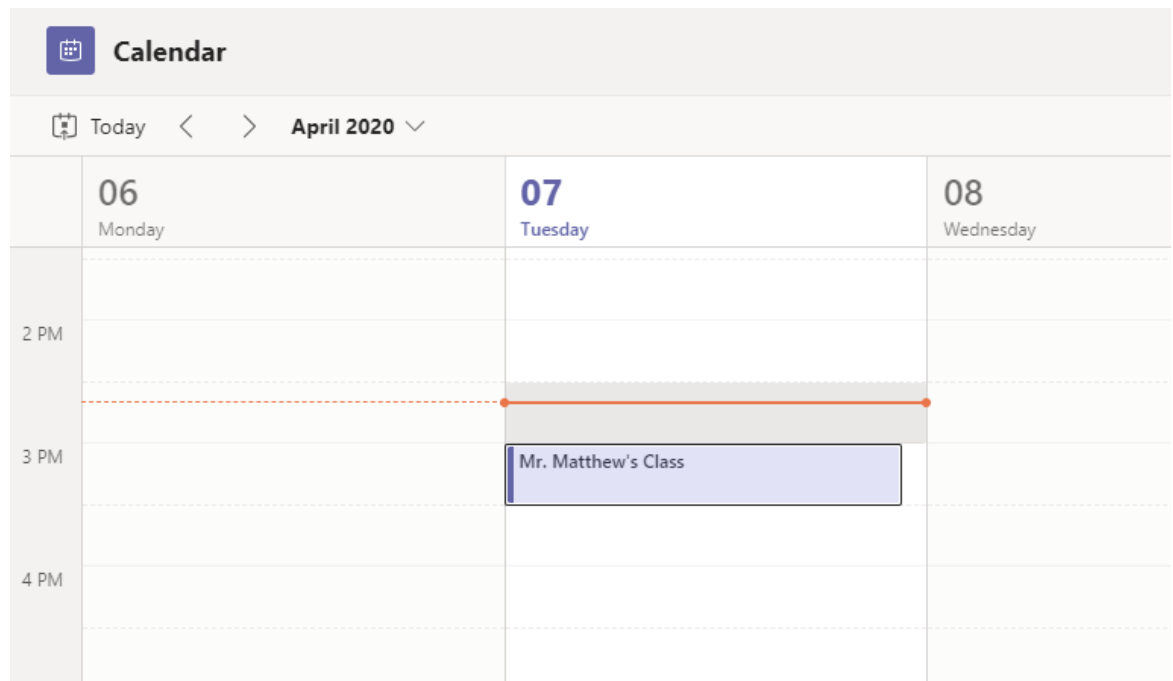 Calendar
Today April 2020
06 07 08
Monday Tuesday Wednesday
2 PM
3 PM Mr. Matthew's Class
4 PM